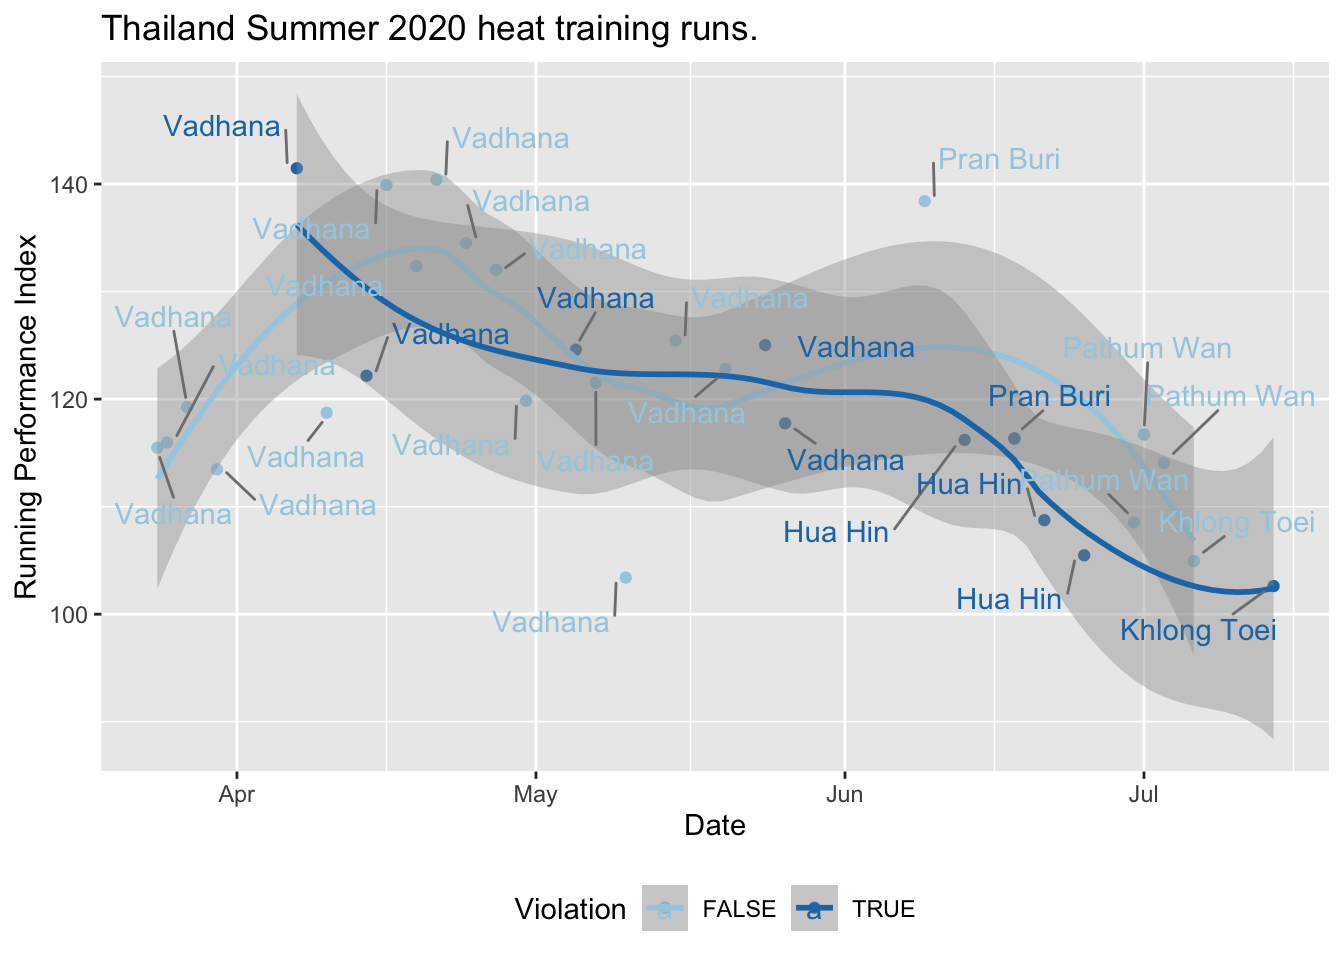 Thailand Summer 2020 heat training runs.
Running Performance Index
140
120
100
Vadhana
Vadhana
Pran Buri
Vadhana
Vadhana
Vadhana
Vadhana
Vadhana
Vadhana
Vadhana
Vadhana
Vadhana
Pathum Wan
Vadhana
Pran Buri
Pathum Wan
Vadhana
Vadhana
Vadhana
Vadhana
Vadhana
Hua Hin
Pathum Wan
Vadhana
Vadhana
Khlong Toei
Hua Hin
Hua Hin
Vadhana
Khlong Toei
Apr
May
Jun
Jul
Date
Violation
a FALSE
a TRUE